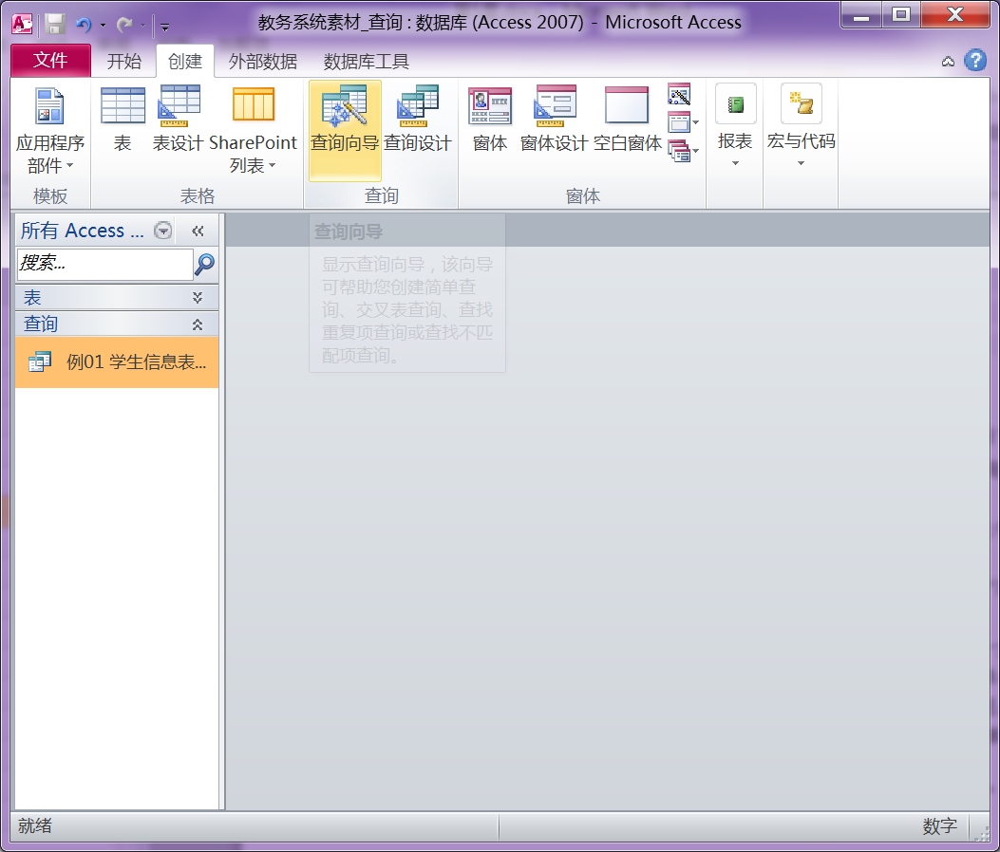 教务系统素材_查询 : 数据库 (Access 2007) - Microsoft Access
文件 开始 创建 外部数据 数据库工具
应用程序
部件
表
表设计
SharePoint
列表
查询向导
查询设计
窗体
窗体设计
空白窗体
报表
宏与代码
模板 表格 查询 窗体
所有 Access ...
搜索...
表
查询
例01 学生信息表...
查询向导
显示查询向导，该向导
可帮助您创建简单查
询、交叉表查询、查找
重复项查询或查找不匹
配项查询。
就绪 数字